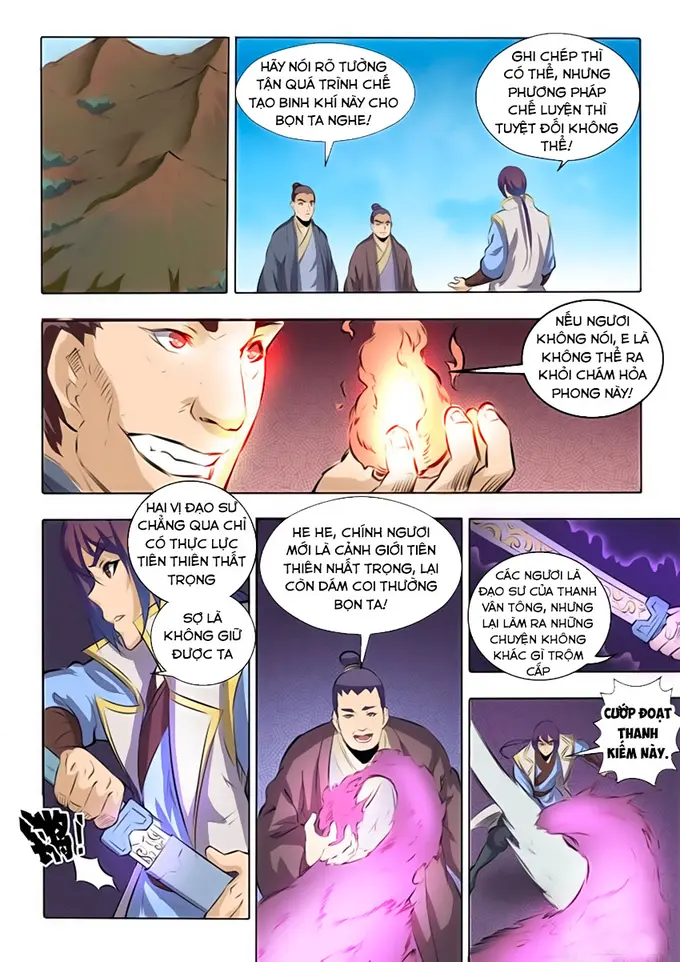 HÃY NÓI RÕ TƯỜNG
TẬN QUÁ TRÌNH CHẾ
TẠO BINH KHÍ NÀY CHO
BỌN TA NGHE!
GHI CHÉP THÌ
CÓ THỂ, NHƯNG
PHƯƠNG PHÁP
CHẾ LUYỆN THÌ
TUYỆT ĐỐI KHÔNG
THỂ!
NẾU NGƯƠI
KHÔNG NÓI, E LÀ
KHÔNG THỂ RA
KHỎI CHÁM HỎA
PHONG NÀY!
HAI VỊ ĐẠO SƯ
CHẲNG QUA CHỈ
CÓ THỰC LỰC
TIÊN THIÊN THẤT
TRỌNG
SỢ LÀ
KHÔNG GIỮ
ĐƯỢC TA
HE HE, CHÍNH NGƯƠI
MỚI LÀ CẢNH GIỚI TIÊN
THIÊN NHẤT TRỌNG, LẠI
CÒN DÁM COI THƯỜNG
BỌN TA!
CÁC NGƯƠI LÀ
ĐẠO SƯ CỦA THANH
VÂN TÔNG, NHƯNG
LẠI LÀM RA NHỮNG
CHUYỆN KHÔNG
KHÁC GÌ TRỘM
CẮP
CƯỚP ĐOẠT
THANH
KIẾM NÀY.